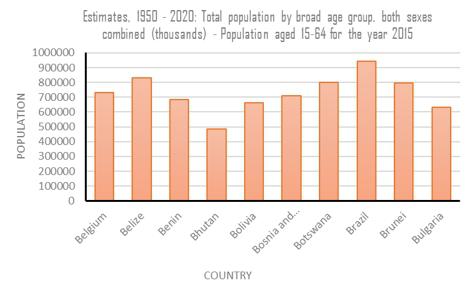 Estimates, 1950 - 2020: Total population by broad age group, both sexes
combined (thousands) - Population aged 15-64 for the year 2015
1000000
900000
800000
700000
600000
500000
400000
300000
200000
100000
0
POPULATION
Belgium
Belize
Benin
Bhutan
Bolivia
Bosnia and...
Botswana
Brazil
Brunei
Bulgaria
COUNTRY